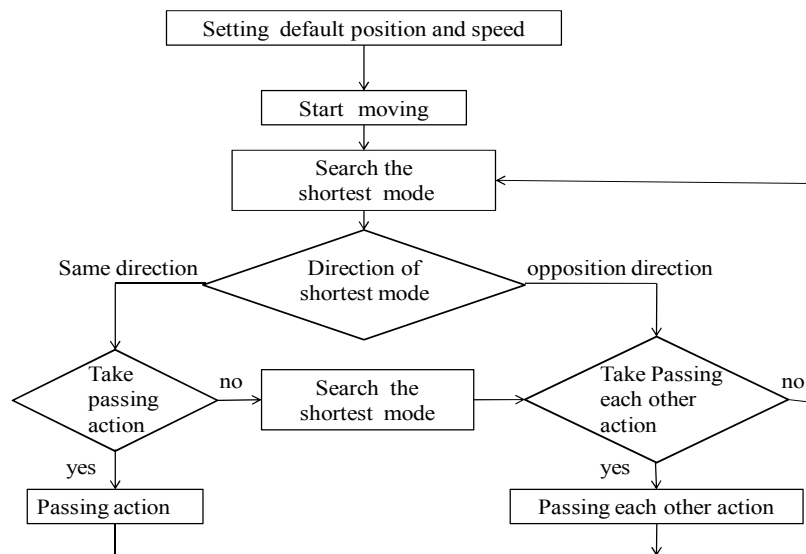 Setting default position and speed
Start moving
Search the
shortest mode
Same direction
Direction of
shortest mode
opposition direction
Take
passing
action
no
Search the
shortest mode
Take Passing
each other
action
no
yes
yes
Passing action
Passing each other action